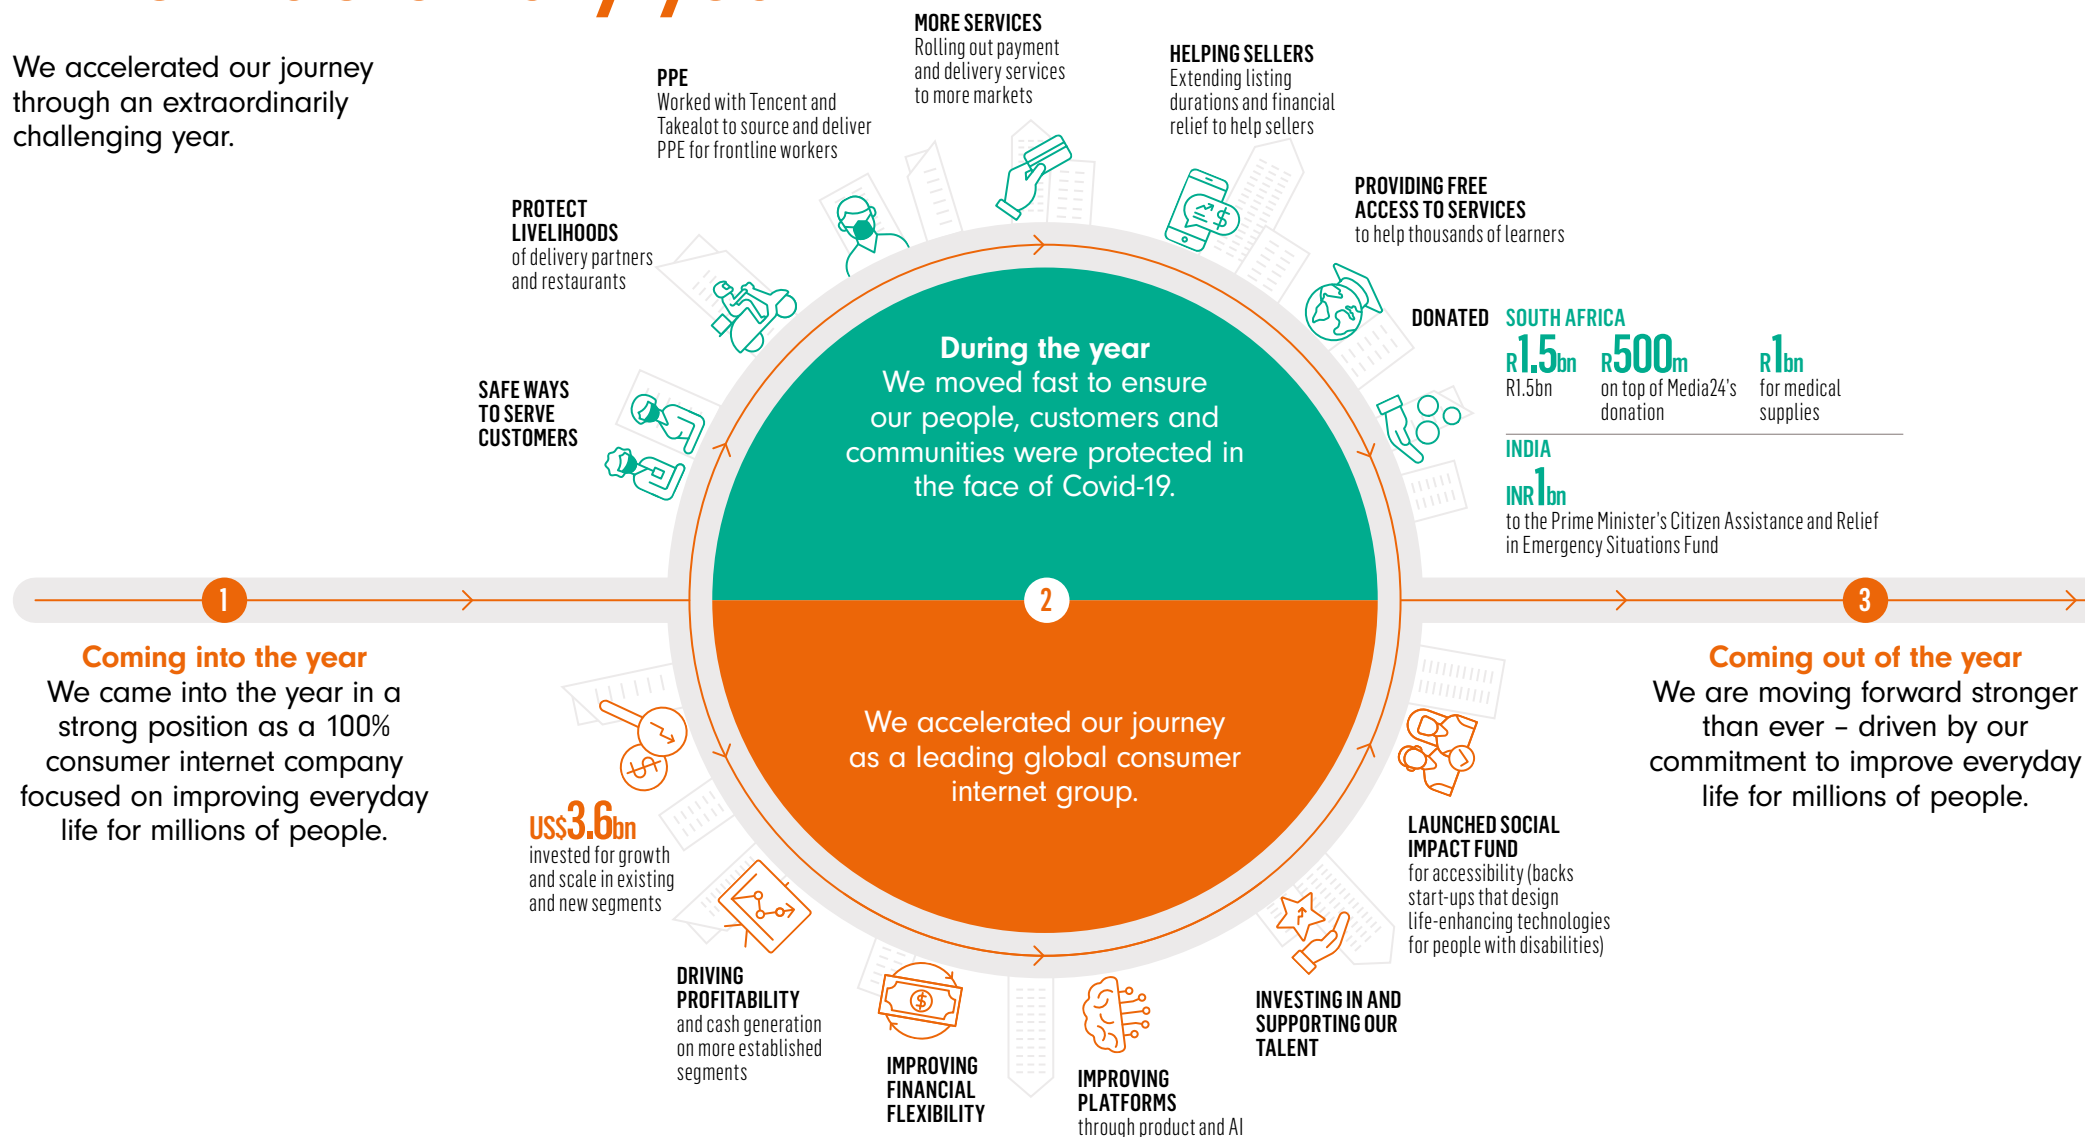 We accelerated our journey
through an extraordinarily
challenging year.
MORE SERVICES
Rolling out payment
and delivery services
to more markets
HELPING SELLERS
Extending listing
durations and financial
relief to help sellers
PPE
Worked with Tencent and
Takealot to source and deliver
PPE for frontline workers
PROVIDING FREE
ACCESS TO SERVICES
to help thousands of learners
PROTECT
LIVELIHOODS
of delivery partners
and restaurants
DONATED
SOUTH AFRICA
R1.5bn
R1.5bn
R500m
on top of Media24's
donation
R1bn
for medical
supplies
INDIA
INR1bn
to the Prime Minister's Citizen Assistance and Relief
in Emergency Situations Fund
SAFE WAYS
TO SERVE
CUSTOMERS
During the year
We moved fast to ensure
our people, customers and
communities were protected in
the face of Covid-19.
1
2
3
Coming into the year
We came into the year in a
strong position as a 100%
consumer internet company
focused on improving everyday
life for millions of people.
We accelerated our journey
as a leading global consumer
internet group.
Coming out of the year
We are moving forward stronger
than ever – driven by our
commitment to improve everyday
life for millions of people.
US$3.6bn
invested for growth
and scale in existing
and new segments
LAUNCHED SOCIAL
IMPACT FUND
for accessibility (backs
start-ups that design
life-enhancing technologies
for people with disabilities)
DRIVING
PROFITABILITY
and cash generation
on more established
segments
IMPROVING
FINANCIAL
FLEXIBILITY
IMPROVING
PLATFORMS
through product and AI
INVESTING IN AND
SUPPORTING OUR
TALENT